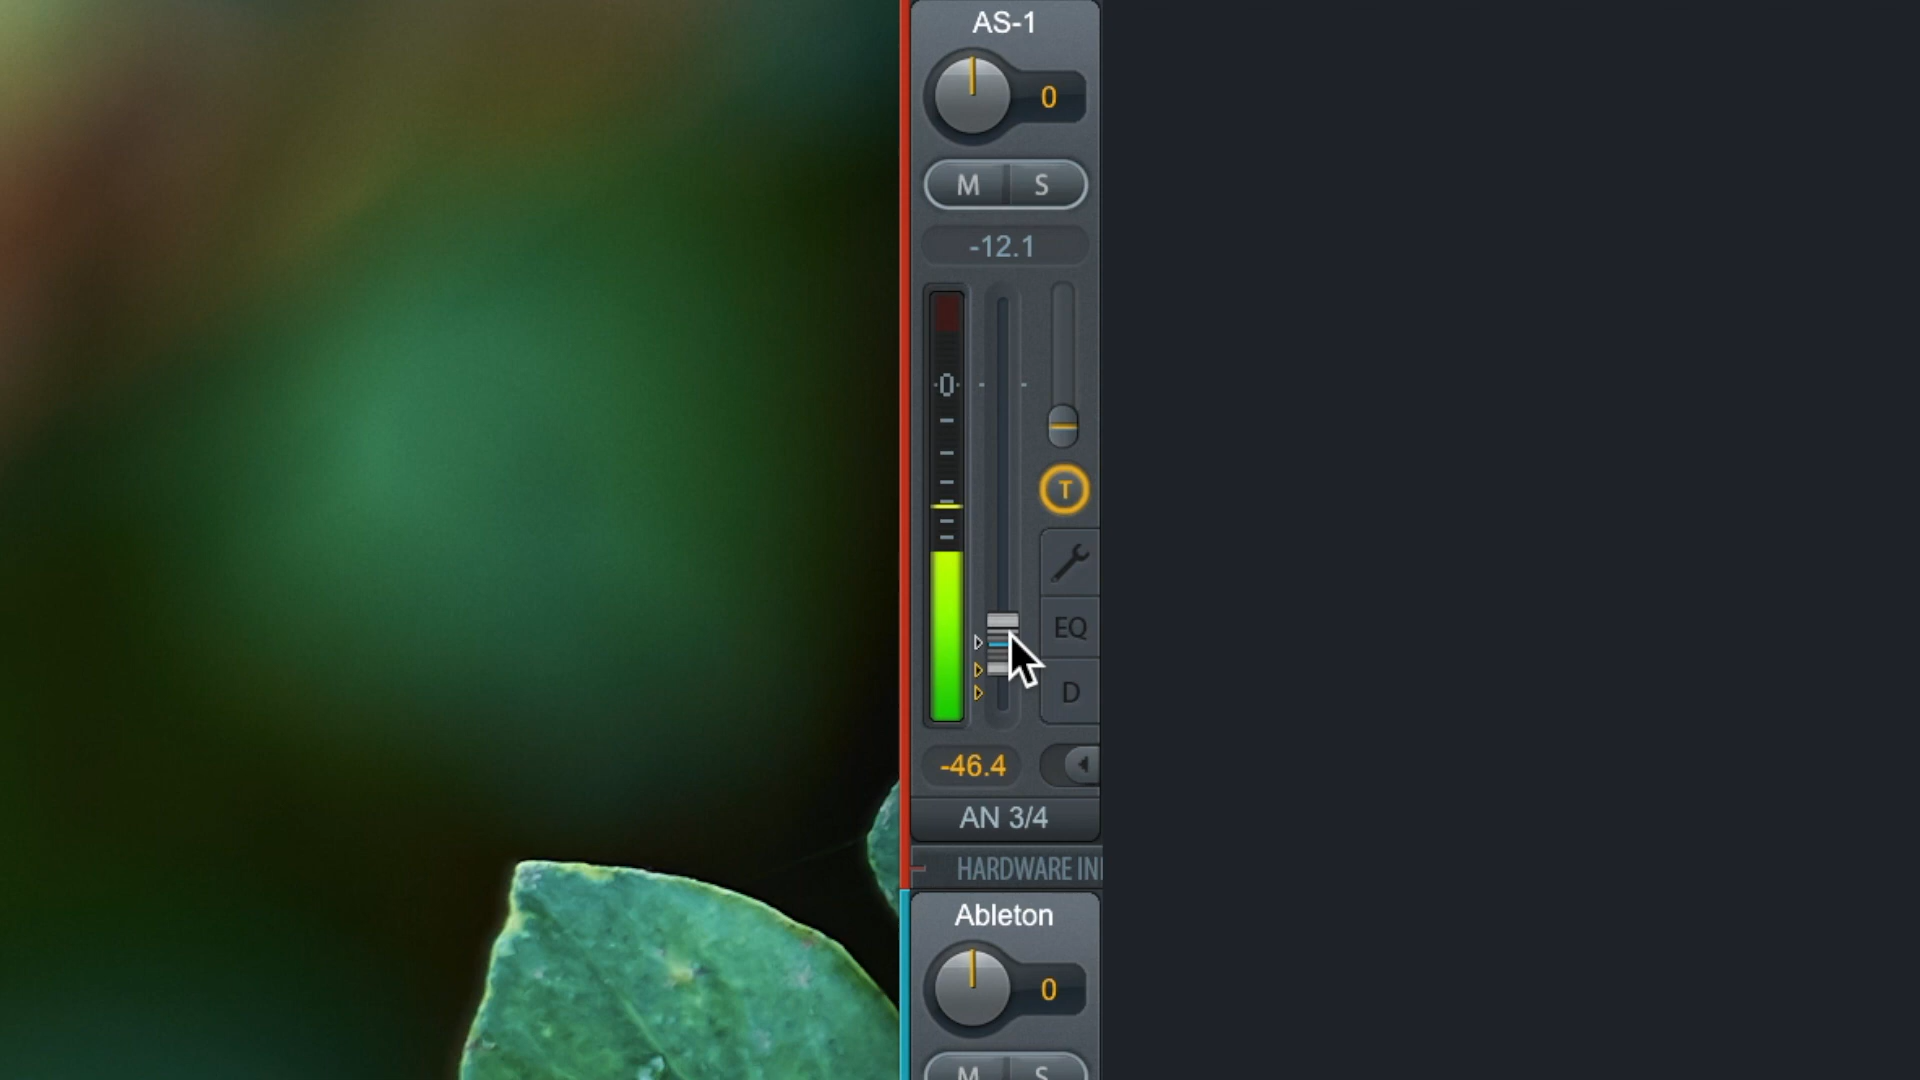 AS-1
0
M S
-12.1
0
T
EQ
D
-46.4
AN 3/4
HARDWARE IN
Ableton
0
M S